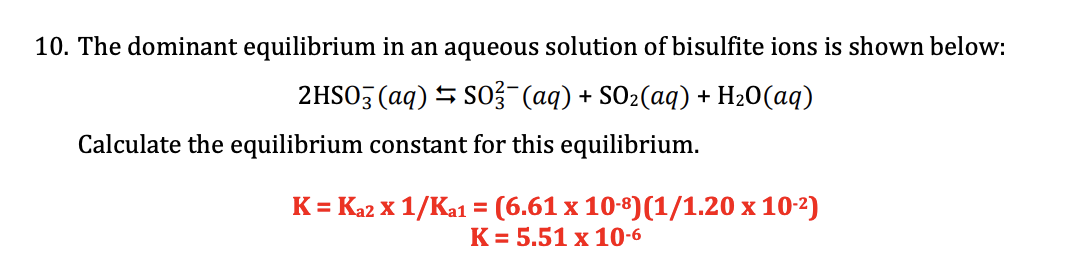 10. The dominant equilibrium in an aqueous solution of bisulfite ions is shown below:
2HSO₃⁻(aq) ⇆ SO₃²⁻(aq) + SO₂(aq) + H₂O(aq)
Calculate the equilibrium constant for this equilibrium.
K = Kₐ₂ x 1/Kₐ₁ = (6.61 x 10⁻⁸)(1/1.20 x 10⁻²)
K = 5.51 x 10⁻⁶